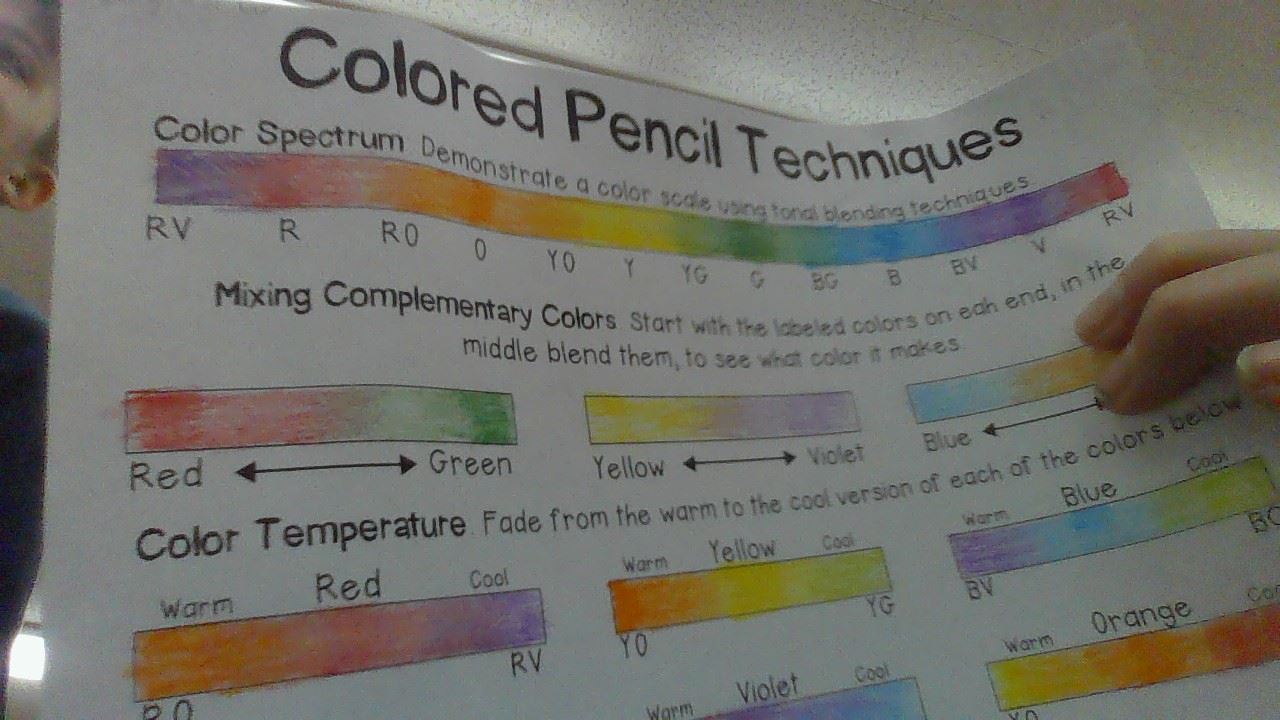 Colored Pencil Techniques
Color Spectrum Demonstrate a color scale using tonal blending techniques
RV R RO O YO Y YG G BG B BV V RV
Mixing Complementary Colors. Start with the labeled colors on eah end, in the
middle blend them, to see what color it makes.
Red Green Yellow Violet Blue
Color Temperature. Fade from the warm to the cool version of each of the colors below
Warm Red Cool Warm Yellow Cool Warm Blue Cool
RO RV YO YG BV
Warm Violet Cool Warm Orange
YO